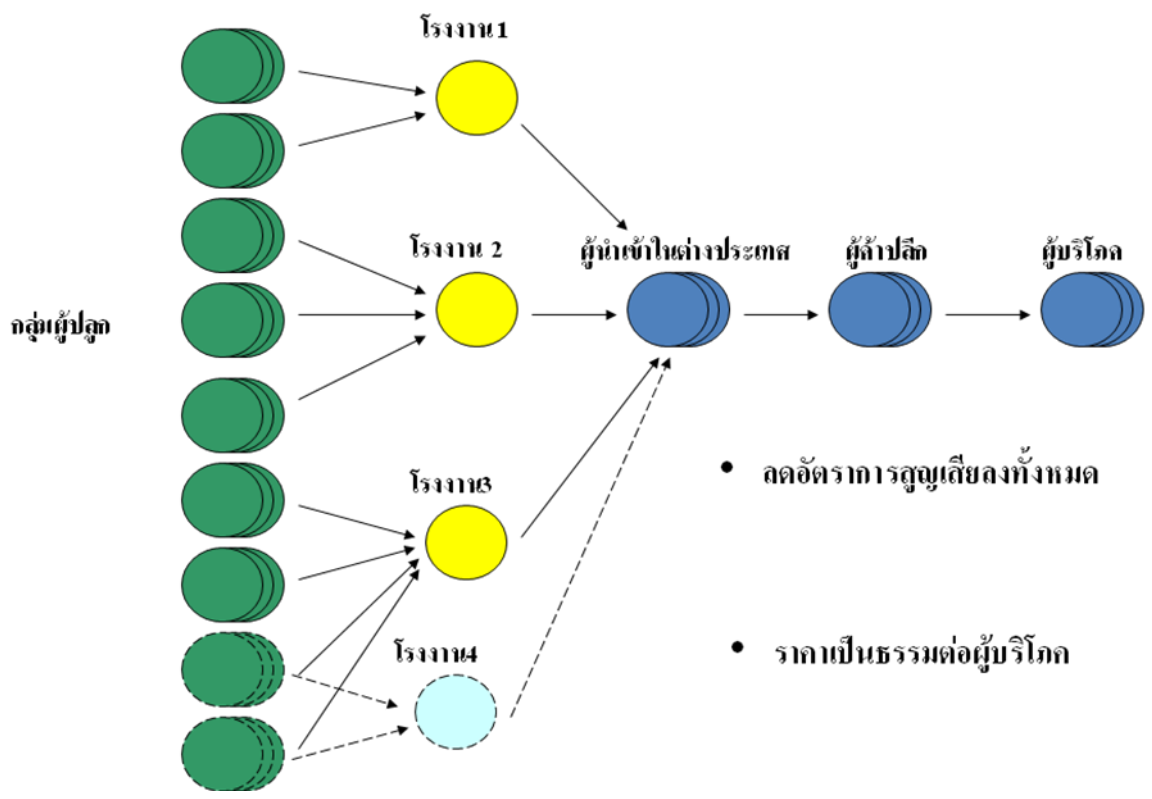 โรงงาน 1
โรงงาน 2
ผู้นำเข้าในต่างประเทศ
ผู้ค้าปลีก
ผู้บริโภค
กลุ่มผู้ปลูก
• ลดอัตราการสูญเสียลงทั้งหมด
โรงงาน3
• ราคาเป็นธรรมต่อผู้บริโภค
โรงงาน4